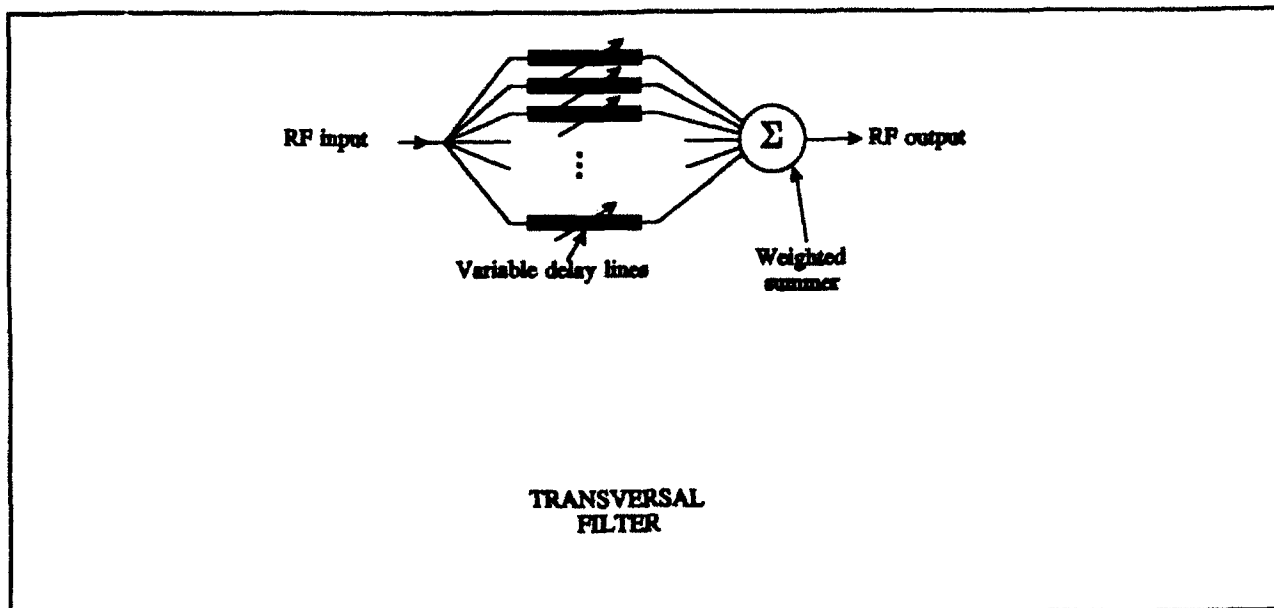 RF input
Σ
RF output
⋮
Variable delay lines
Weighted
summer
TRANSVERSAL
FILTER